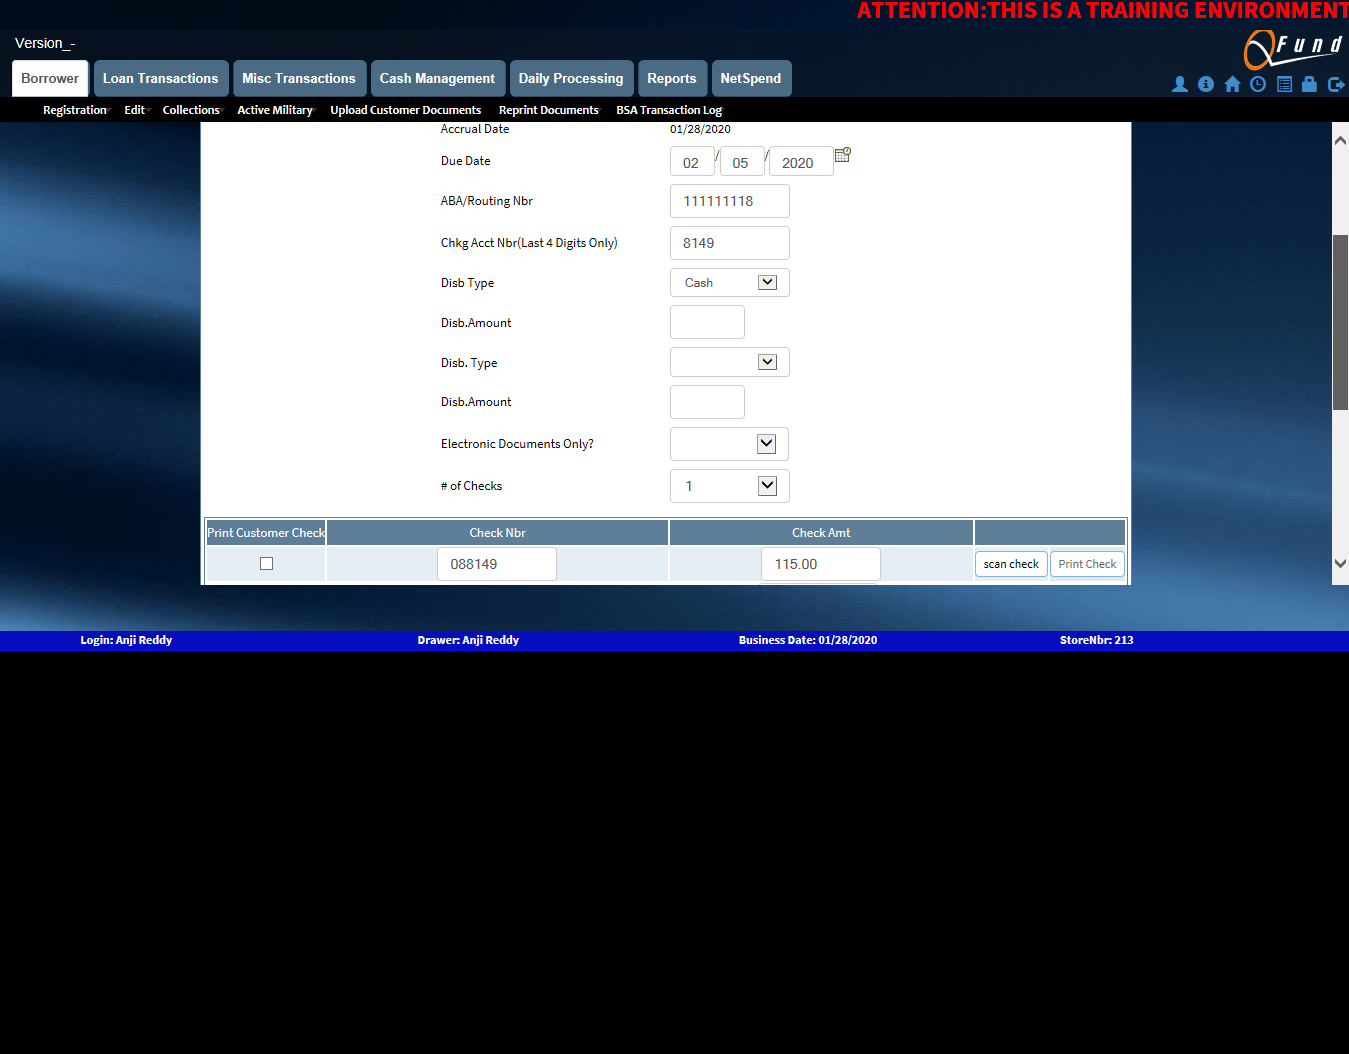 ATTENTION:THIS IS A TRAINING ENVIRONMENT
Version_-
QFund
Borrower Loan Transactions Misc Transactions Cash Management Daily Processing Reports NetSpend
Registration Edit Collections Active Military Upload Customer Documents Reprint Documents BSA Transaction Log
Accrual Date 01/28/2020
Due Date 02 / 05 / 2020
ABA/Routing Nbr 111111118
Chkg Acct Nbr(Last 4 Digits Only) 8149
Disb Type Cash
Disb.Amount
Disb. Type
Disb.Amount
Electronic Documents Only?
# of Checks 1
Print Customer Check Check Nbr Check Amt
088149 115.00 scan check Print Check
Login: Anji Reddy Drawer: Anji Reddy Business Date: 01/28/2020 StoreNbr: 213